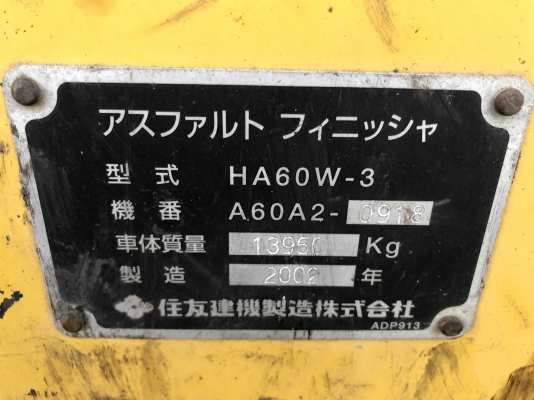 アスファルト フィニッシャ
型式 HA60W-3
機番 A60A2-0918
車体質量 13950 Kg
製造 2002 年
住友建機製造株式会社
ADP913